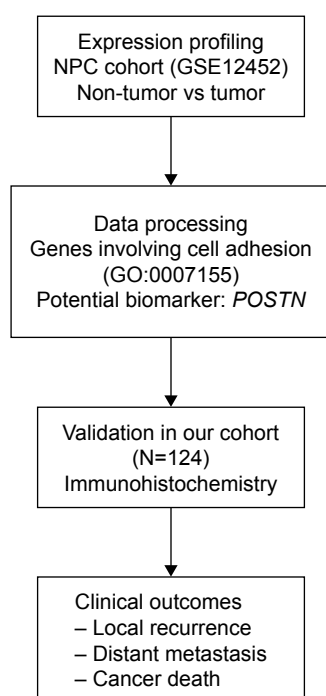 Expression profiling
NPC cohort (GSE12452)
Non-tumor vs tumor
Data processing
Genes involving cell adhesion
(GO:0007155)
Potential biomarker: POSTN
Validation in our cohort
(N=124)
Immunohistochemistry
Clinical outcomes
– Local recurrence
– Distant metastasis
– Cancer death